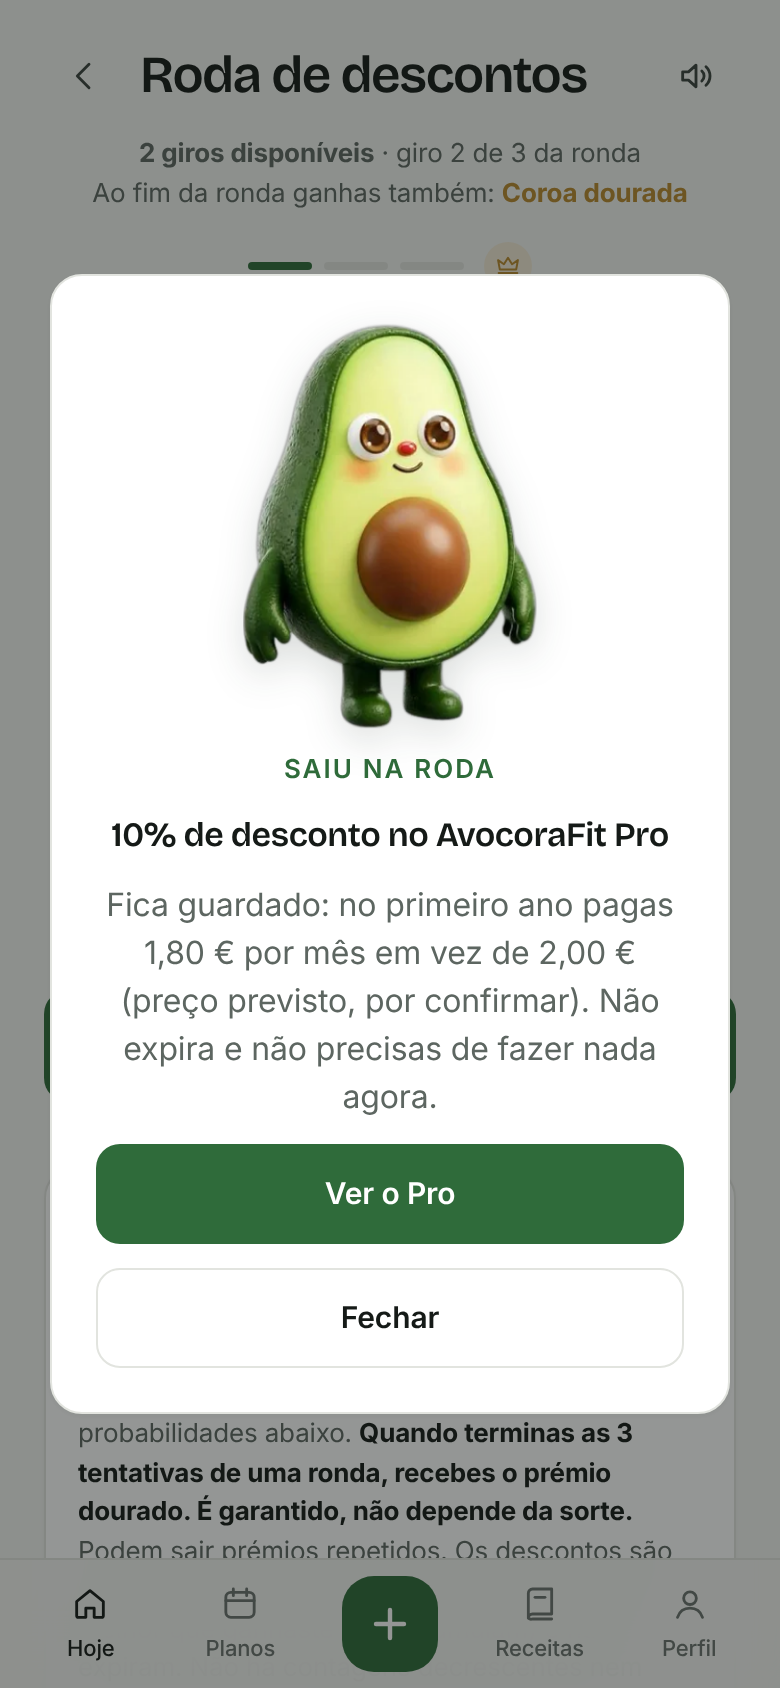 Roda de descontos
2 giros disponíveis · giro 2 de 3 da ronda
Ao fim da ronda ganhas também: Coroa dourada
SAIU NA RODA
10% de desconto no AvocoraFit Pro
Fica guardado: no primeiro ano pagas
1,80 € por mês em vez de 2,00 €
(preço previsto, por confirmar). Não
expira e não precisas de fazer nada
agora.
Ver o Pro
Fechar
probabilidades abaixo. Quando terminas as 3
tentativas de uma ronda, recebes o prémio
dourado. É garantido, não depende da sorte.
Podem sair prémios repetidos. Os descontos são
Hoje
Planos
Receitas
Perfil